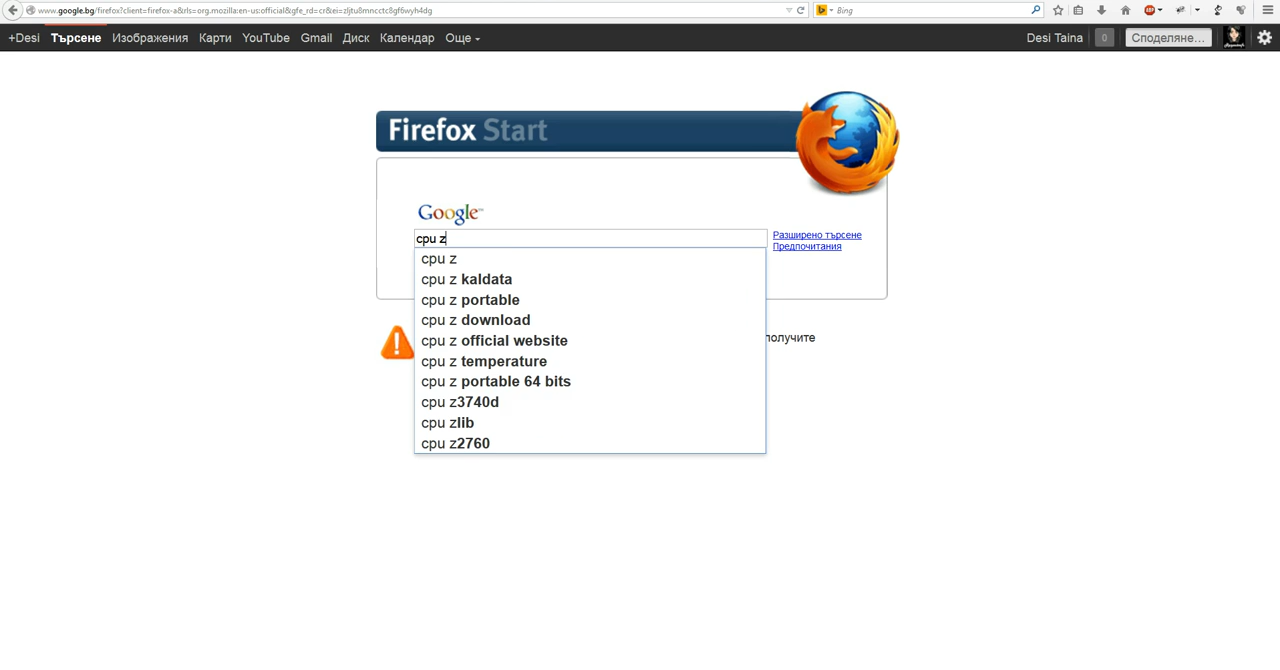 www.google.bg/firefox?client=firefox-a&rls=org.mozilla:en-us:official&gfe_rd=cr&ei=zljtu8mncctc8gf6wyh4dg
Bing
+Desi Търсене Изображения Карти YouTube Gmail Диск Календар Още
Desi Taina 0 Споделяне...
Firefox Start
Google
cpu z
Разширено търсене
Предпочитания
cpu z
cpu z kaldata
cpu z portable
cpu z download
cpu z official website
cpu z temperature
cpu z portable 64 bits
cpu z3740d
cpu zlib
cpu z2760
получите